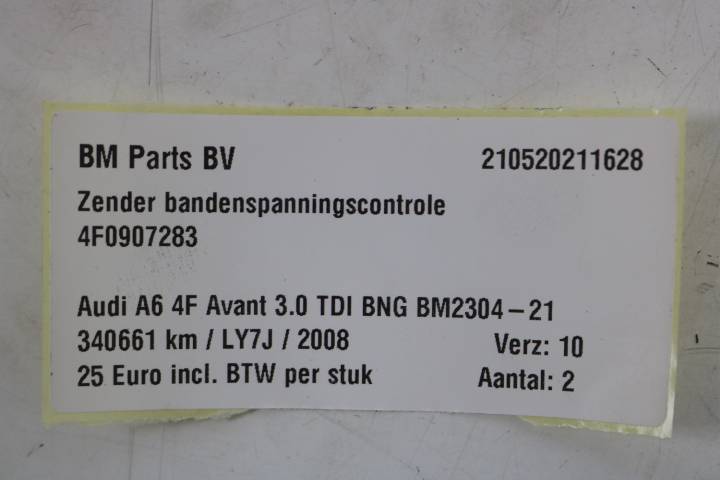 BM Parts BV 210520211628
Zender bandenspanningscontrole
4F0907283
Audi A6 4F Avant 3.0 TDI BNG BM2304-21
340661 km / LY7J / 2008 Verz: 10
25 Euro incl. BTW per stuk Aantal: 2